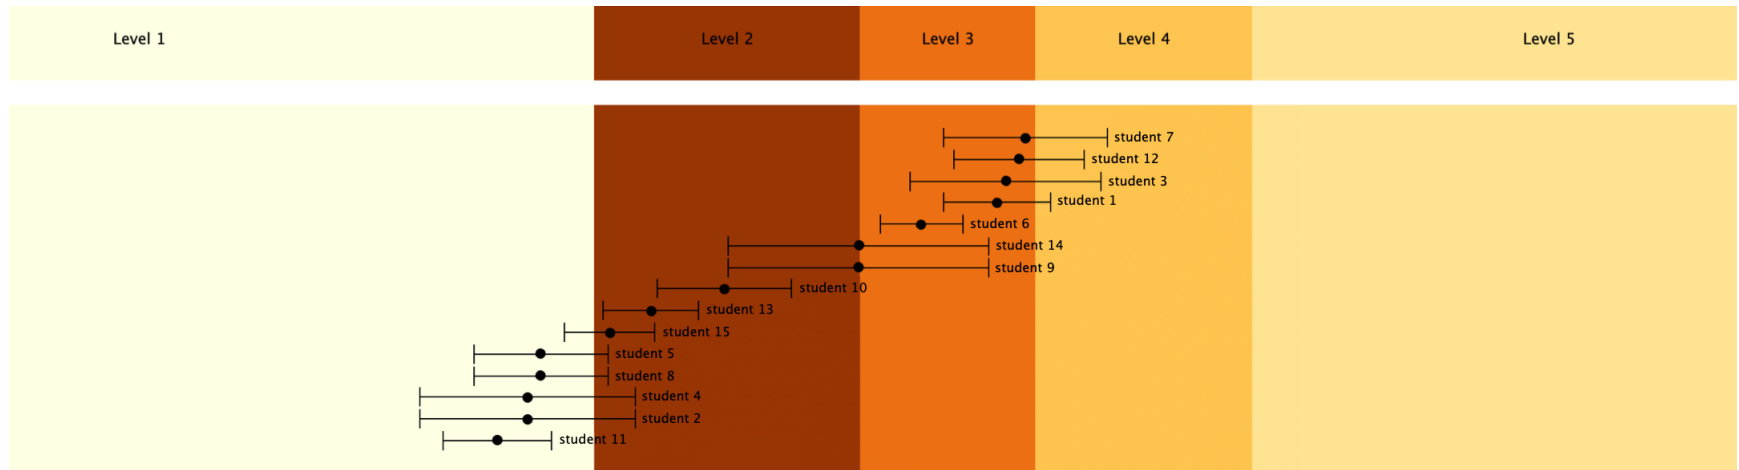 Level 1 Level 2 Level 3 Level 4 Level 5
student 7
student 12
student 3
student 1
student 6
student 14
student 9
student 10
student 13
student 15
student 5
student 8
student 4
student 2
student 11